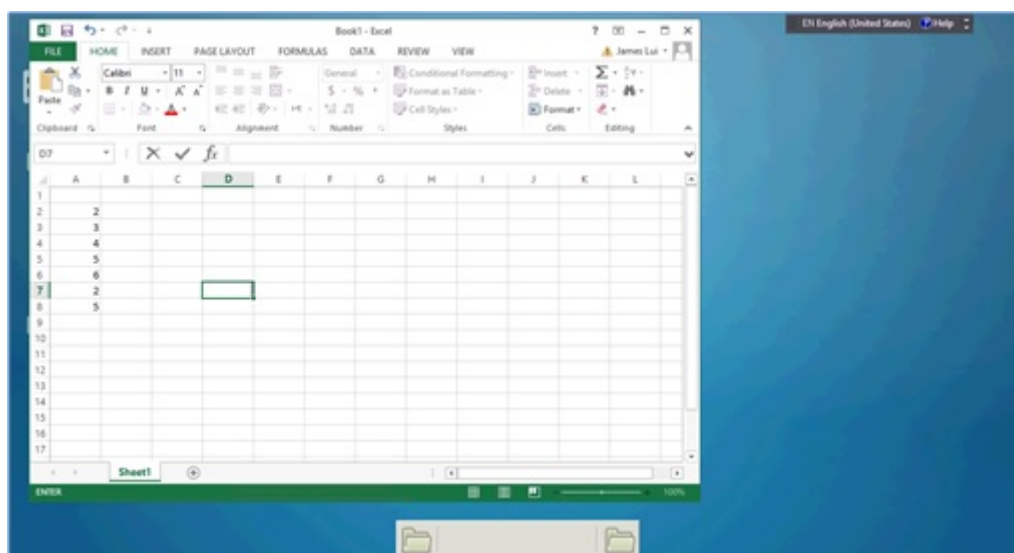 Book1 - Excel
EN English (United States) Help
FILE HOME INSERT PAGE LAYOUT FORMULAS DATA REVIEW VIEW James Lui
Calibri 11 General Conditional Formatting Insert
Paste B I U A A $ % Format as Table Delete
A Cell Styles Format
Clipboard Font Alignment Number Styles Cells Editing
D7 fx
A B C D E F G H I J K L
1
2 2
3 3
4 4
5 5
6 6
7 2
8 5
9
10
11
12
13
14
15
16
17
Sheet1
ENTER 100%